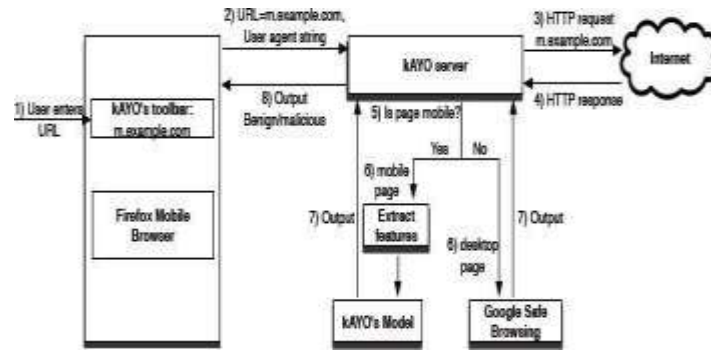 2) URL=m.example.com,
User agent string
3) HTTP request
m.example.com
Internet
kAYO server
1) User enters
URL
kAYO's toolbar:
m.example.com
8) Output
Benign/malicious
5) Is page mobile?
4) HTTP response
Yes
No
6) mobile
page
Firefox Mobile
Browser
7) Output
Extract
features
7) Output
6) desktop
page
kAYO's Model
Google Safe
Browsing